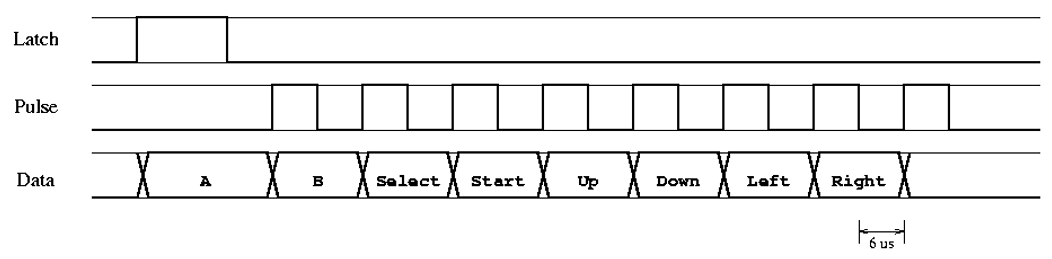 Latch
Pulse
Data A B Select Start Up Down Left Right
6 us